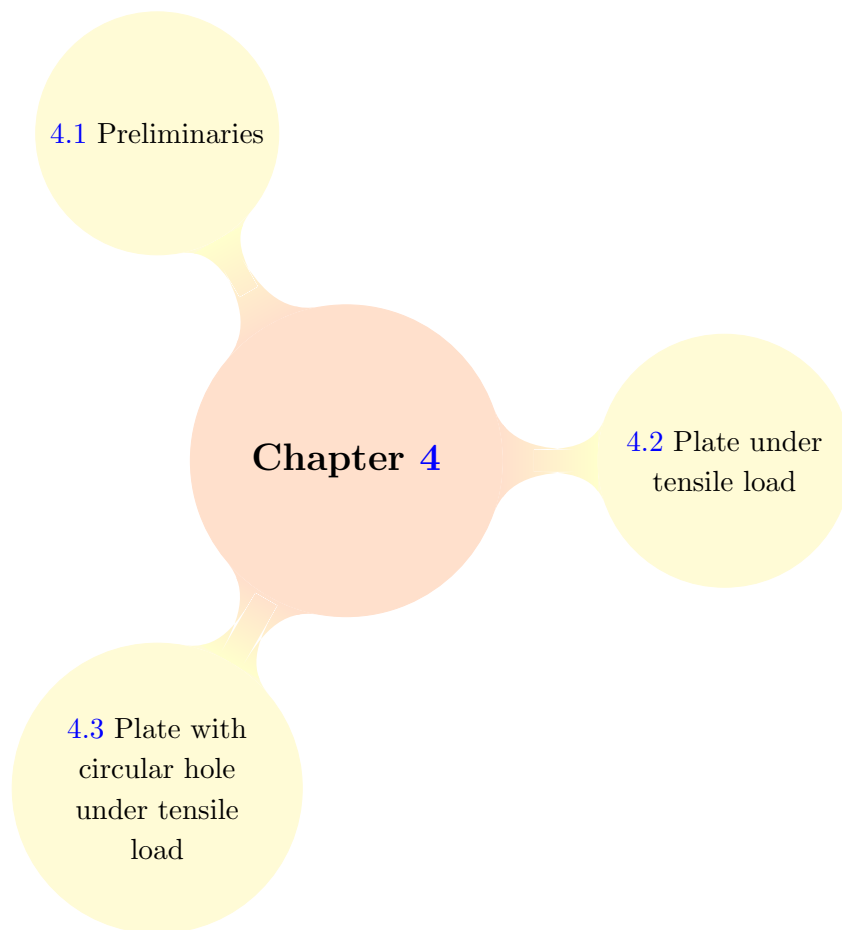 4.1 Preliminaries
Chapter 4
4.2 Plate under
tensile load
4.3 Plate with
circular hole
under tensile
load